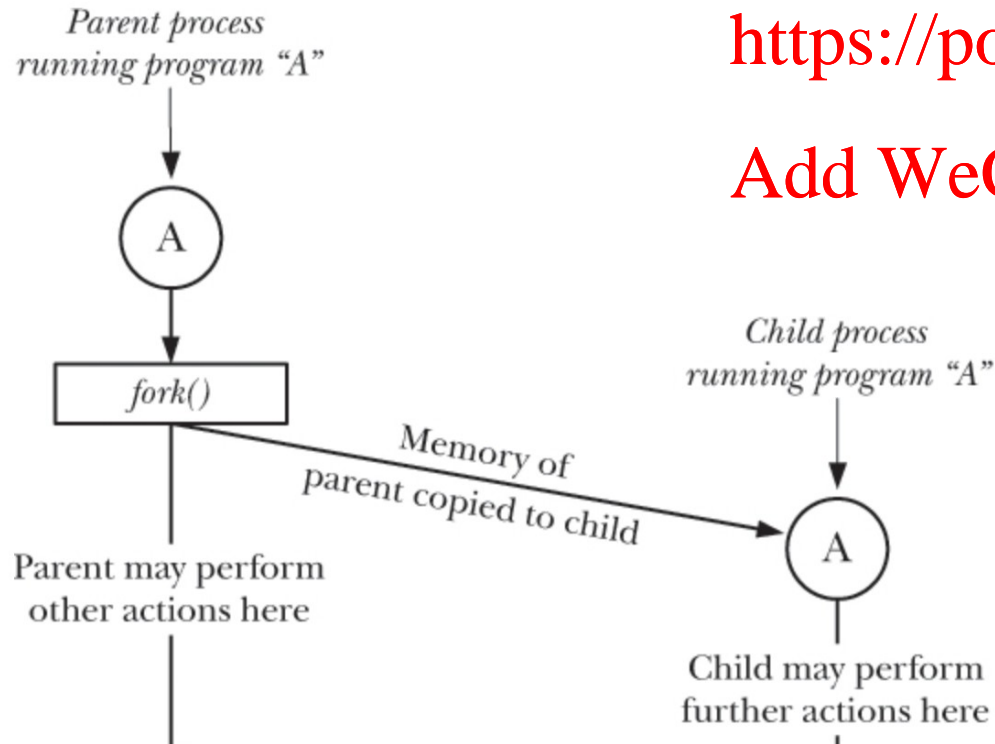 Parent process
running program “A”
https://po
Add WeC
A
fork()
Child process
running program “A”
Memory of
parent copied to child
A
Parent may perform
other actions here
Child may perform
further actions here